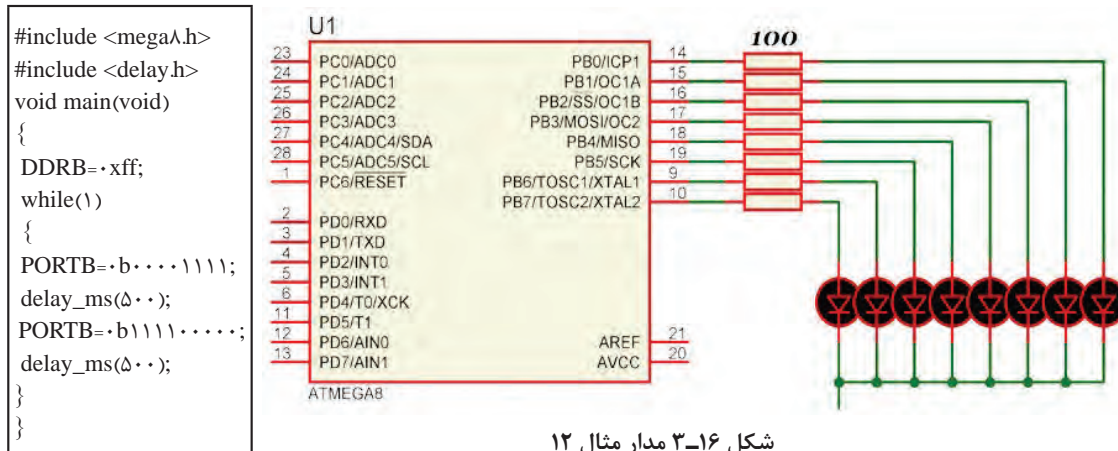 #include <mega۸.h>
#include <delay.h>
void main(void)
{
DDRB=۰xff;
while(۱)
{
PORTB=۰b۰۰۰۰۱۱۱۱;
delay_ms(۵۰۰);
PORTB=۰b۱۱۱۱۰۰۰۰۰;
delay_ms(۵۰۰);
}
}
U1
100
23 PC0/ADC0 PB0/ICP1 14
24 PC1/ADC1 PB1/OC1A 15
25 PC2/ADC2 PB2/SS/OC1B 16
26 PC3/ADC3 PB3/MOSI/OC2 17
27 PC4/ADC4/SDA PB4/MISO 18
28 PC5/ADC5/SCL PB5/SCK 19
1 PC6/RESET PB6/TOSC1/XTAL1 9
PB7/TOSC2/XTAL2 10
2 PD0/RXD
3 PD1/TXD
4 PD2/INT0
5 PD3/INT1
6 PD4/T0/XCK
11 PD5/T1
12 PD6/AIN0 AREF 21
13 PD7/AIN1 AVCC 20
ATMEGA8
شکل ۱۶ــ۳ مدار مثال ۱۲